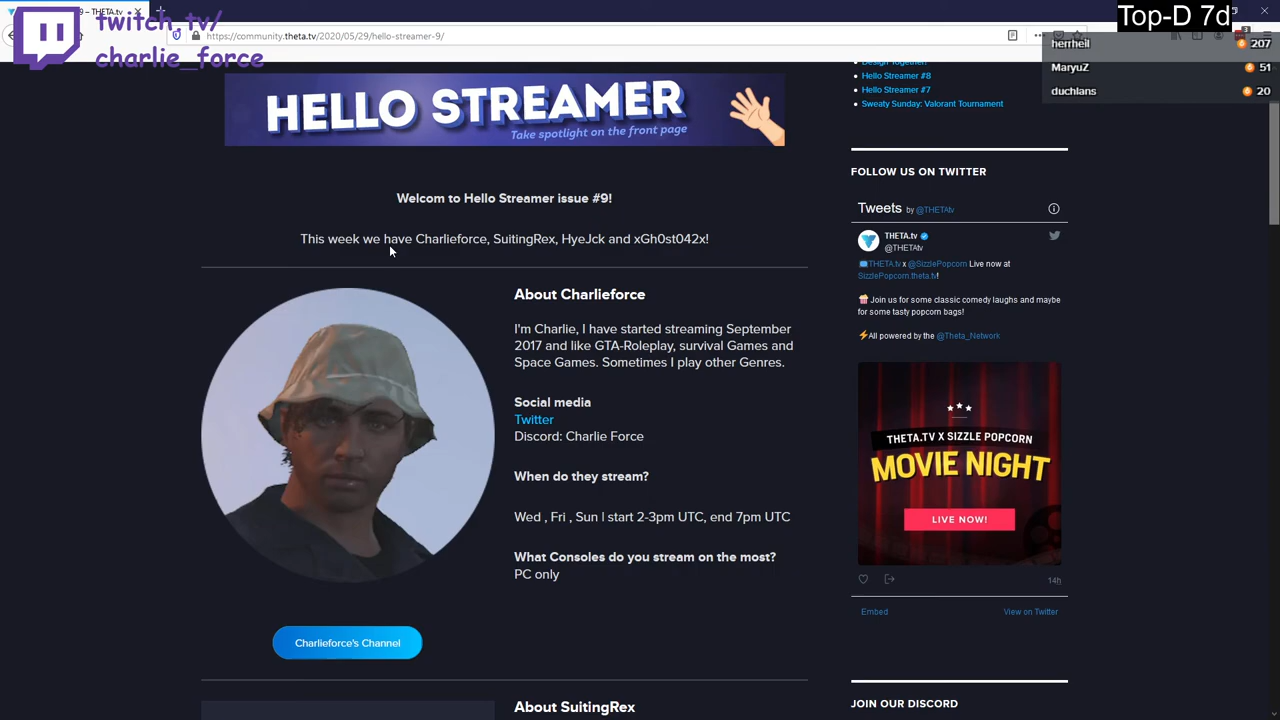 9 – THETA.tv
twitch.tv/
charlie_force
https://community.theta.tv/2020/05/29/hello-streamer-9/
Top-D 7d
herrheil 207
MaryuZ 51
duchlans 20
HELLO STREAMER
Take spotlight on the front page
Welcom to Hello Streamer issue #9!
This week we have Charlieforce, SuitingRex, HyeJck and xGh0st042x!
About Charlieforce
I'm Charlie, I have started streaming September
2017 and like GTA-Roleplay, survival Games and
Space Games. Sometimes I play other Genres.
Social media
Twitter
Discord: Charlie Force
When do they stream?
Wed , Fri , Sun | start 2-3pm UTC, end 7pm UTC
What Consoles do you stream on the most?
PC only
Charlieforce's Channel
About SuitingRex
Design Together!
Hello Streamer #8
Hello Streamer #7
Sweaty Sunday: Valorant Tournament
FOLLOW US ON TWITTER
Tweets by @THETAtv
THETA.tv
@THETAtv
THETA.tv x @SizzlePopcorn Live now at
SizzlePopcorn.theta.tv!
Join us for some classic comedy laughs and maybe
for some tasty popcorn bags!
All powered by the @Theta_Network
THETA.TV X SIZZLE POPCORN
MOVIE NIGHT
LIVE NOW!
14h
Embed View on Twitter
JOIN OUR DISCORD